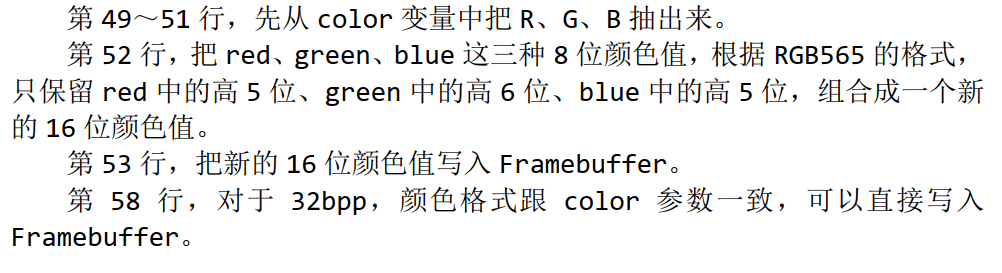 第 49～51 行，先从 color 变量中把 R、G、B 抽出来。
第 52 行，把 red、green、blue 这三种 8 位颜色值，根据 RGB565 的格式，
只保留 red 中的高 5 位、green 中的高 6 位、blue 中的高 5 位，组合成一个新
的 16 位颜色值。
第 53 行，把新的 16 位颜色值写入 Framebuffer。
第 58 行，对于 32bpp，颜色格式跟 color 参数一致，可以直接写入
Framebuffer。